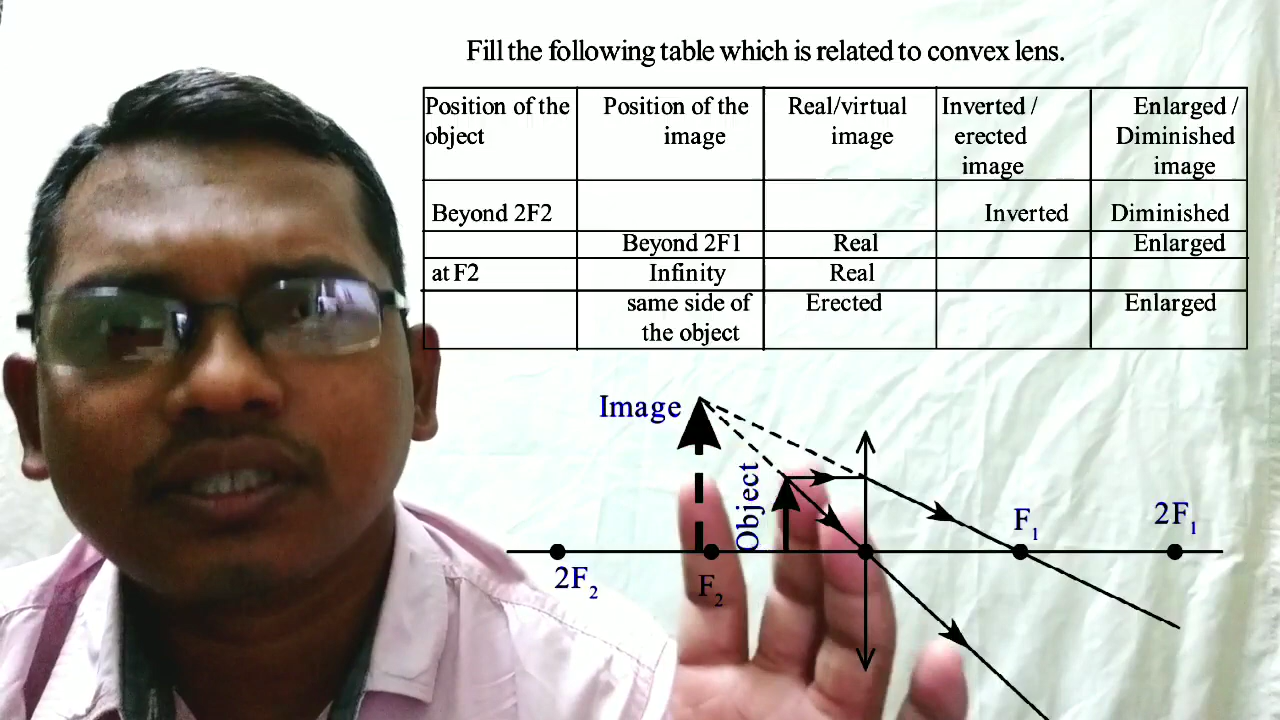 Fill the following table which is related to convex lens.
Position of the object
Position of the image
Real/virtual image
Inverted / erected image
Enlarged / Diminished image
Beyond 2F2
Inverted
Diminished
Beyond 2F1
Real
Enlarged
at F2
Infinity
Real
same side of the object
Erected
Enlarged
Image
Object
F1
2F1
2F2
F2